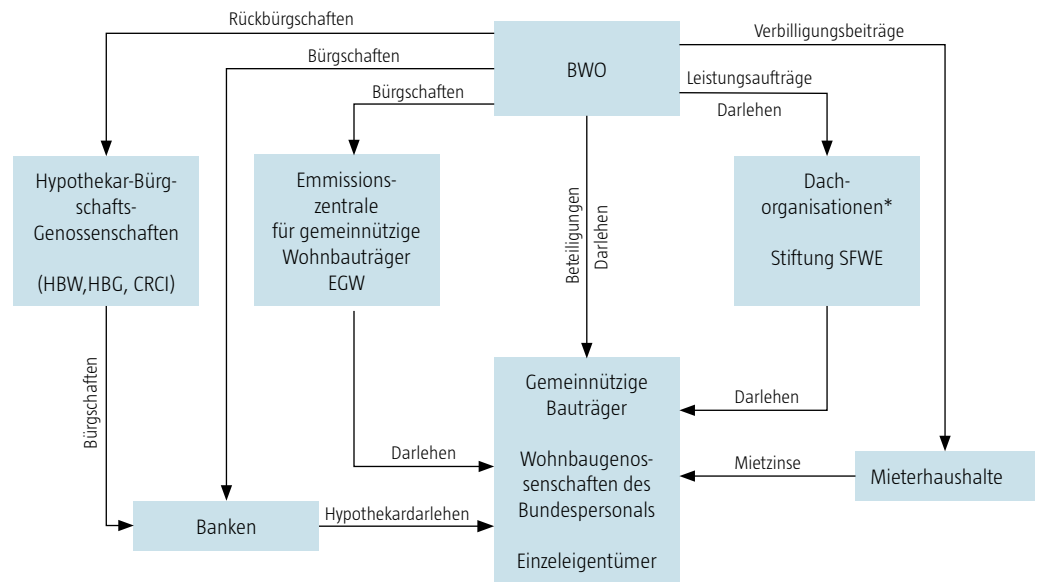 Rückbürgschaften
Verbilligungsbeiträge
Bürgschaften
BWO
Leistungsaufträge
Bürgschaften
Darlehen
Hypothekar-Bürg-
schafts-
Genossenschaften
(HBW,HBG, CRCI)
Emmissions-
zentrale
für gemeinnützige
Wohnbauträger
EGW
Beteiligungen
Darlehen
Dach-
organisationen*
Stiftung SFWE
Bürgschaften
Gemeinnützige
Bauträger
Wohnbaugenos-
senschaften des
Bundespersonals
Einzeleigentümer
Darlehen
Darlehen
Mietzinse
Mieterhaushalte
Banken
Hypothekardarlehen